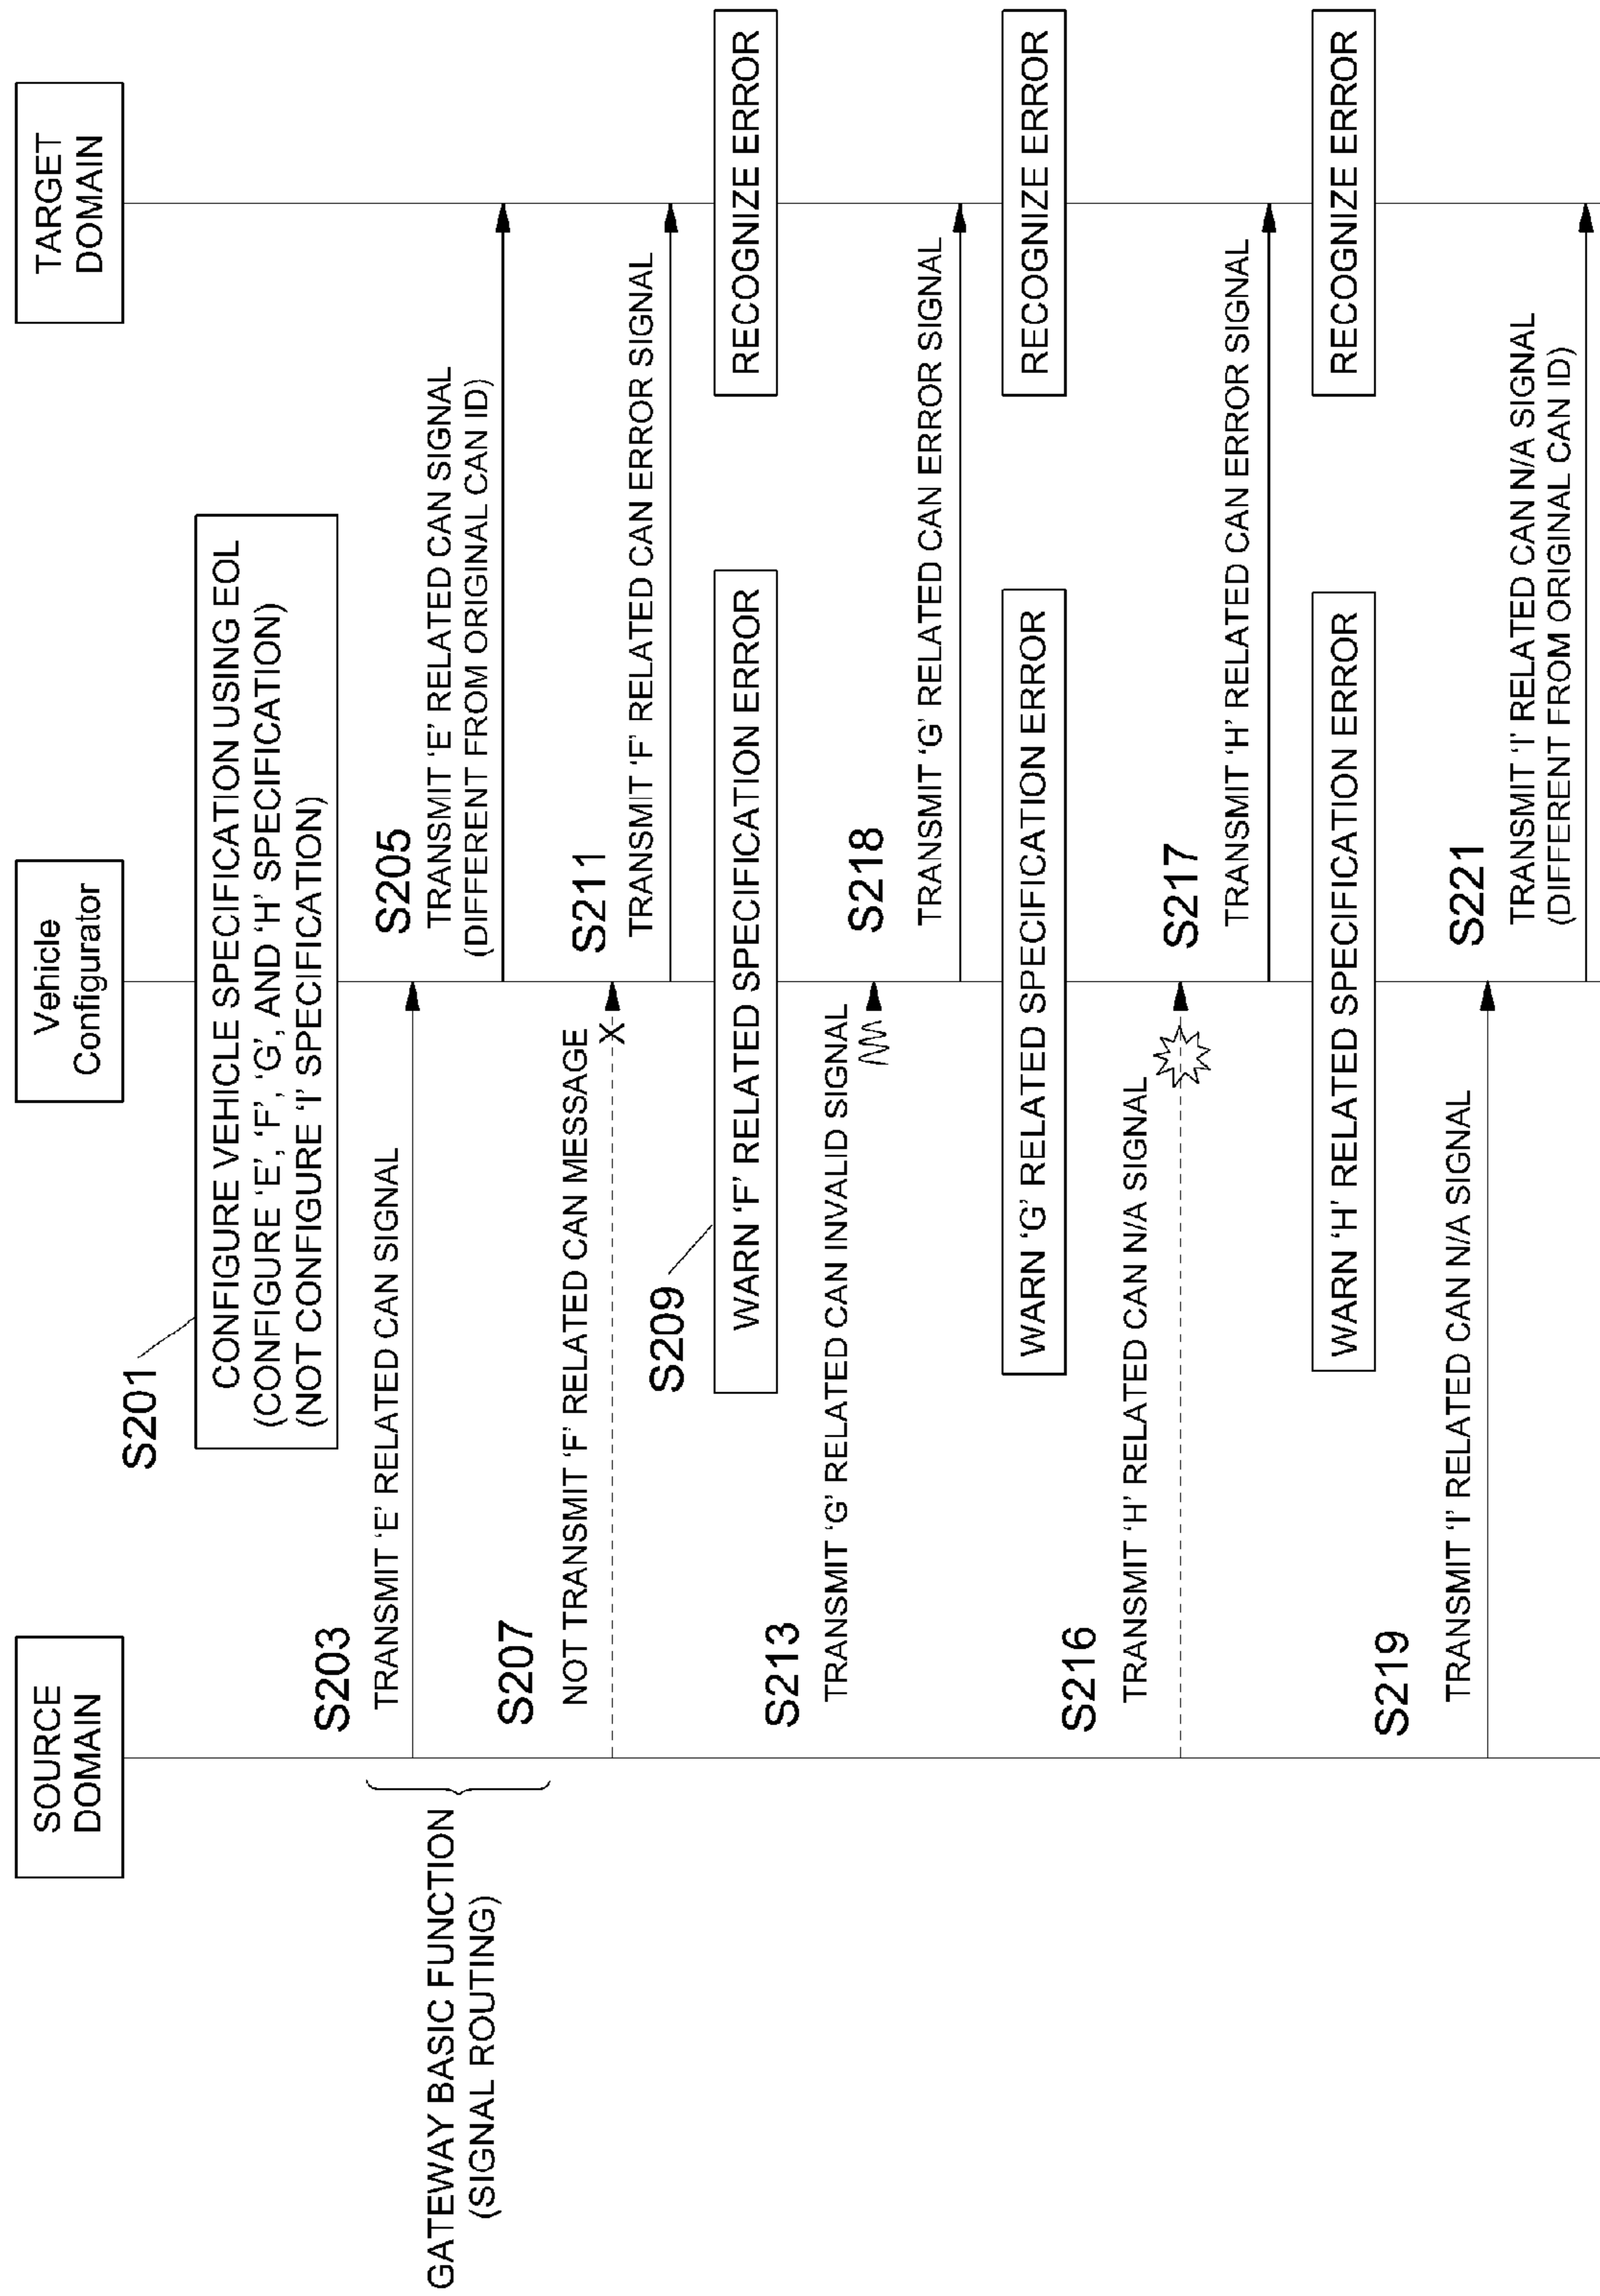 SOURCE
DOMAIN
Vehicle
Configurator
TARGET
DOMAIN
S201
CONFIGURE VEHICLE SPECIFICATION USING EOL
(CONFIGURE 'E', 'F', 'G', AND 'H' SPECIFICATION)
(NOT CONFIGURE 'I' SPECIFICATION)
GATEWAY BASIC FUNCTION
(SIGNAL ROUTING)
S203
TRANSMIT 'E' RELATED CAN SIGNAL
S205
TRANSMIT 'E' RELATED CAN SIGNAL
(DIFFERENT FROM ORIGINAL CAN ID)
S207
NOT TRANSMIT 'F' RELATED CAN MESSAGE
X
S211
TRANSMIT 'F' RELATED CAN ERROR SIGNAL
S209
WARN 'F' RELATED SPECIFICATION ERROR
RECOGNIZE ERROR
S213
TRANSMIT 'G' RELATED CAN INVALID SIGNAL
S218
TRANSMIT 'G' RELATED CAN ERROR SIGNAL
WARN 'G' RELATED SPECIFICATION ERROR
RECOGNIZE ERROR
S216
TRANSMIT 'H' RELATED CAN N/A SIGNAL
S217
TRANSMIT 'H' RELATED CAN ERROR SIGNAL
WARN 'H' RELATED SPECIFICATION ERROR
RECOGNIZE ERROR
S219
TRANSMIT 'I' RELATED CAN N/A SIGNAL
S221
TRANSMIT 'I' RELATED CAN N/A SIGNAL
(DIFFERENT FROM ORIGINAL CAN ID)